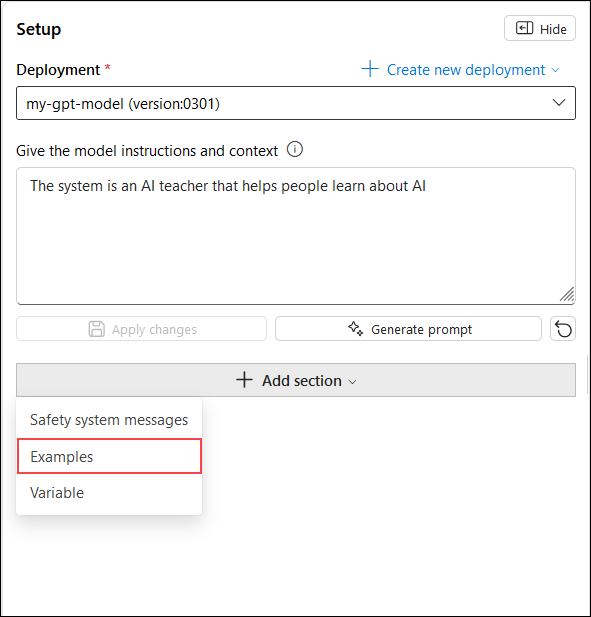 Setup
Hide
Deployment *
Create new deployment
my-gpt-model (version:0301)
Give the model instructions and context
The system is an AI teacher that helps people learn about AI
Apply changes
Generate prompt
Add section
Safety system messages
Examples
Variable